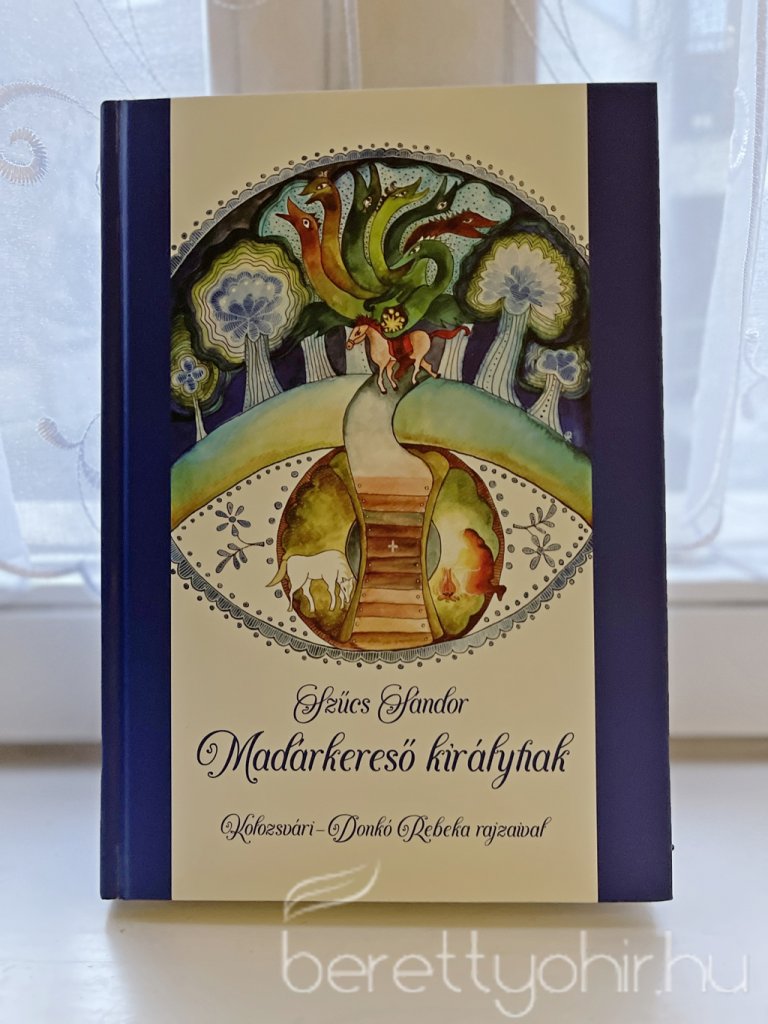 Szűcs Sándor
Madárkereső királyfiak
Kolozsvári-Donkó Rebeka rajzaival
berettyohir.hu